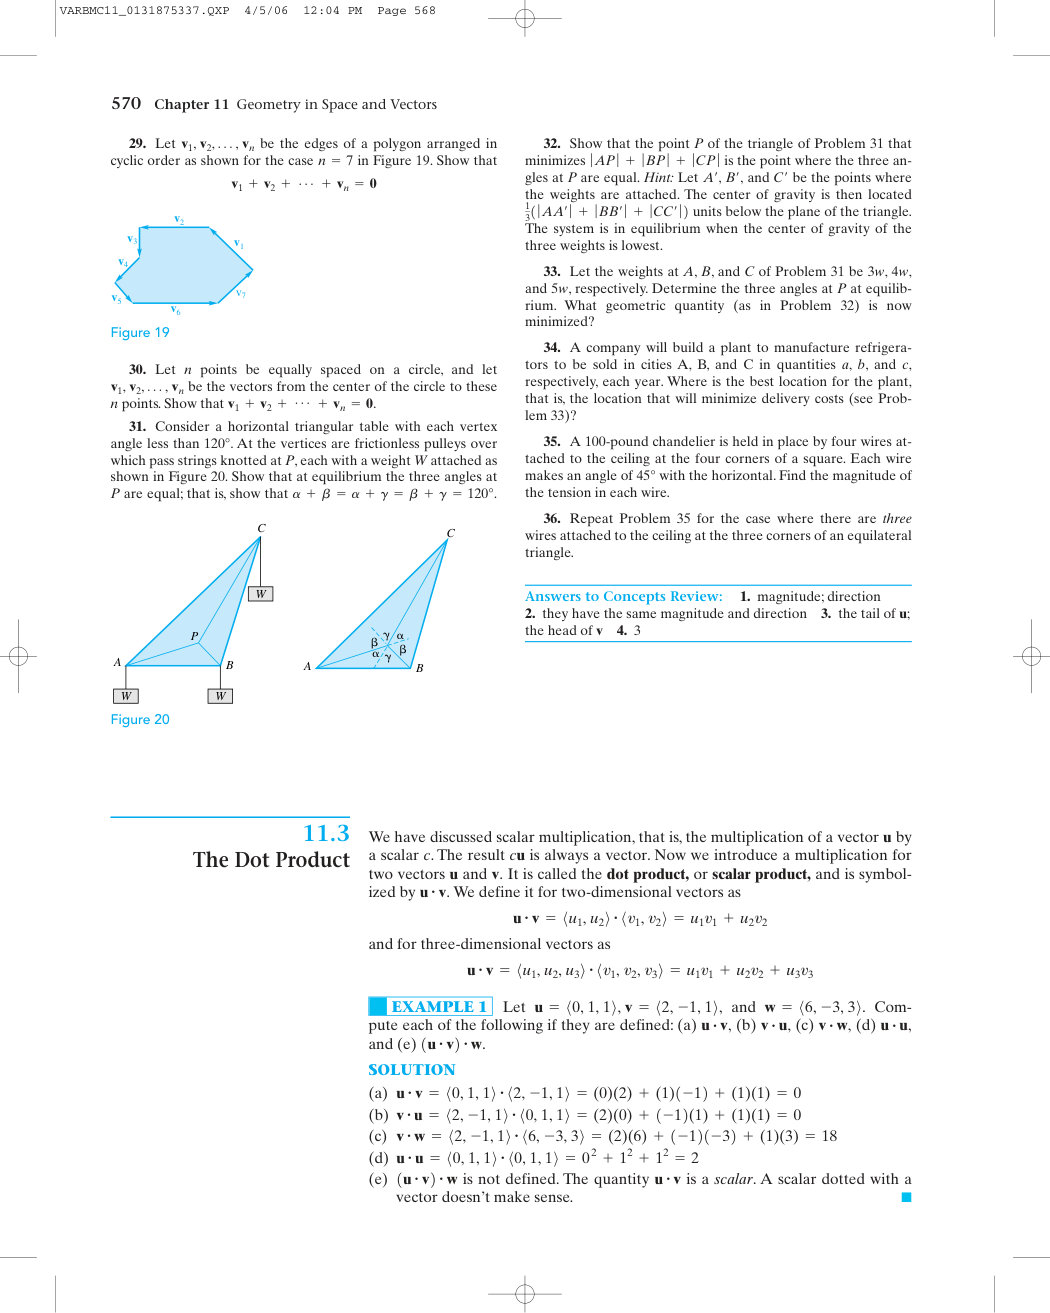 VARBMC11_0131875337.QXP 4/5/06 12:04 PM Page 568
570 Chapter 11 Geometry in Space and Vectors
29. Let v₁, v₂, . . . , vₙ be the edges of a polygon arranged in
cyclic order as shown for the case n = 7 in Figure 19. Show that
v₁ + v₂ + ⋯ + vₙ = 0
v₂
v₃
v₁
v₄
v₅
v₇
v₆
Figure 19
30. Let n points be equally spaced on a circle, and let
v₁, v₂, . . . , vₙ be the vectors from the center of the circle to these
n points. Show that v₁ + v₂ + ⋯ + vₙ = 0.
31. Consider a horizontal triangular table with each vertex
angle less than 120°. At the vertices are frictionless pulleys over
which pass strings knotted at P, each with a weight W attached as
shown in Figure 20. Show that at equilibrium the three angles at
P are equal; that is, show that α + β = α + γ = β + γ = 120°.
C
W
P
A
B
W
W
C
γ α
β
β
α γ
A
B
Figure 20
32. Show that the point P of the triangle of Problem 31 that
minimizes |AP| + |BP| + |CP| is the point where the three an-
gles at P are equal. Hint: Let A′, B′, and C′ be the points where
the weights are attached. The center of gravity is then located
⅓(|AA′| + |BB′| + |CC′|) units below the plane of the triangle.
The system is in equilibrium when the center of gravity of the
three weights is lowest.
33. Let the weights at A, B, and C of Problem 31 be 3w, 4w,
and 5w, respectively. Determine the three angles at P at equilib-
rium. What geometric quantity (as in Problem 32) is now
minimized?
34. A company will build a plant to manufacture refrigera-
tors to be sold in cities A, B, and C in quantities a, b, and c,
respectively, each year. Where is the best location for the plant,
that is, the location that will minimize delivery costs (see Prob-
lem 33)?
35. A 100-pound chandelier is held in place by four wires at-
tached to the ceiling at the four corners of a square. Each wire
makes an angle of 45° with the horizontal. Find the magnitude of
the tension in each wire.
36. Repeat Problem 35 for the case where there are three
wires attached to the ceiling at the three corners of an equilateral
triangle.
Answers to Concepts Review: 1. magnitude; direction
2. they have the same magnitude and direction 3. the tail of u;
the head of v 4. 3
11.3
The Dot Product
We have discussed scalar multiplication, that is, the multiplication of a vector u by
a scalar c. The result cu is always a vector. Now we introduce a multiplication for
two vectors u and v. It is called the dot product, or scalar product, and is symbol-
ized by u · v. We define it for two-dimensional vectors as
u · v = ⟨u₁, u₂⟩ · ⟨v₁, v₂⟩ = u₁v₁ + u₂v₂
and for three-dimensional vectors as
u · v = ⟨u₁, u₂, u₃⟩ · ⟨v₁, v₂, v₃⟩ = u₁v₁ + u₂v₂ + u₃v₃
EXAMPLE 1 Let u = ⟨0, 1, 1⟩, v = ⟨2, −1, 1⟩, and w = ⟨6, −3, 3⟩. Com-
pute each of the following if they are defined: (a) u · v, (b) v · u, (c) v · w, (d) u · u,
and (e) (u · v) · w.
SOLUTION
(a) u · v = ⟨0, 1, 1⟩ · ⟨2, −1, 1⟩ = (0)(2) + (1)(−1) + (1)(1) = 0
(b) v · u = ⟨2, −1, 1⟩ · ⟨0, 1, 1⟩ = (2)(0) + (−1)(1) + (1)(1) = 0
(c) v · w = ⟨2, −1, 1⟩ · ⟨6, −3, 3⟩ = (2)(6) + (−1)(−3) + (1)(3) = 18
(d) u · u = ⟨0, 1, 1⟩ · ⟨0, 1, 1⟩ = 0² + 1² + 1² = 2
(e) (u · v) · w is not defined. The quantity u · v is a scalar. A scalar dotted with a
vector doesn't make sense.